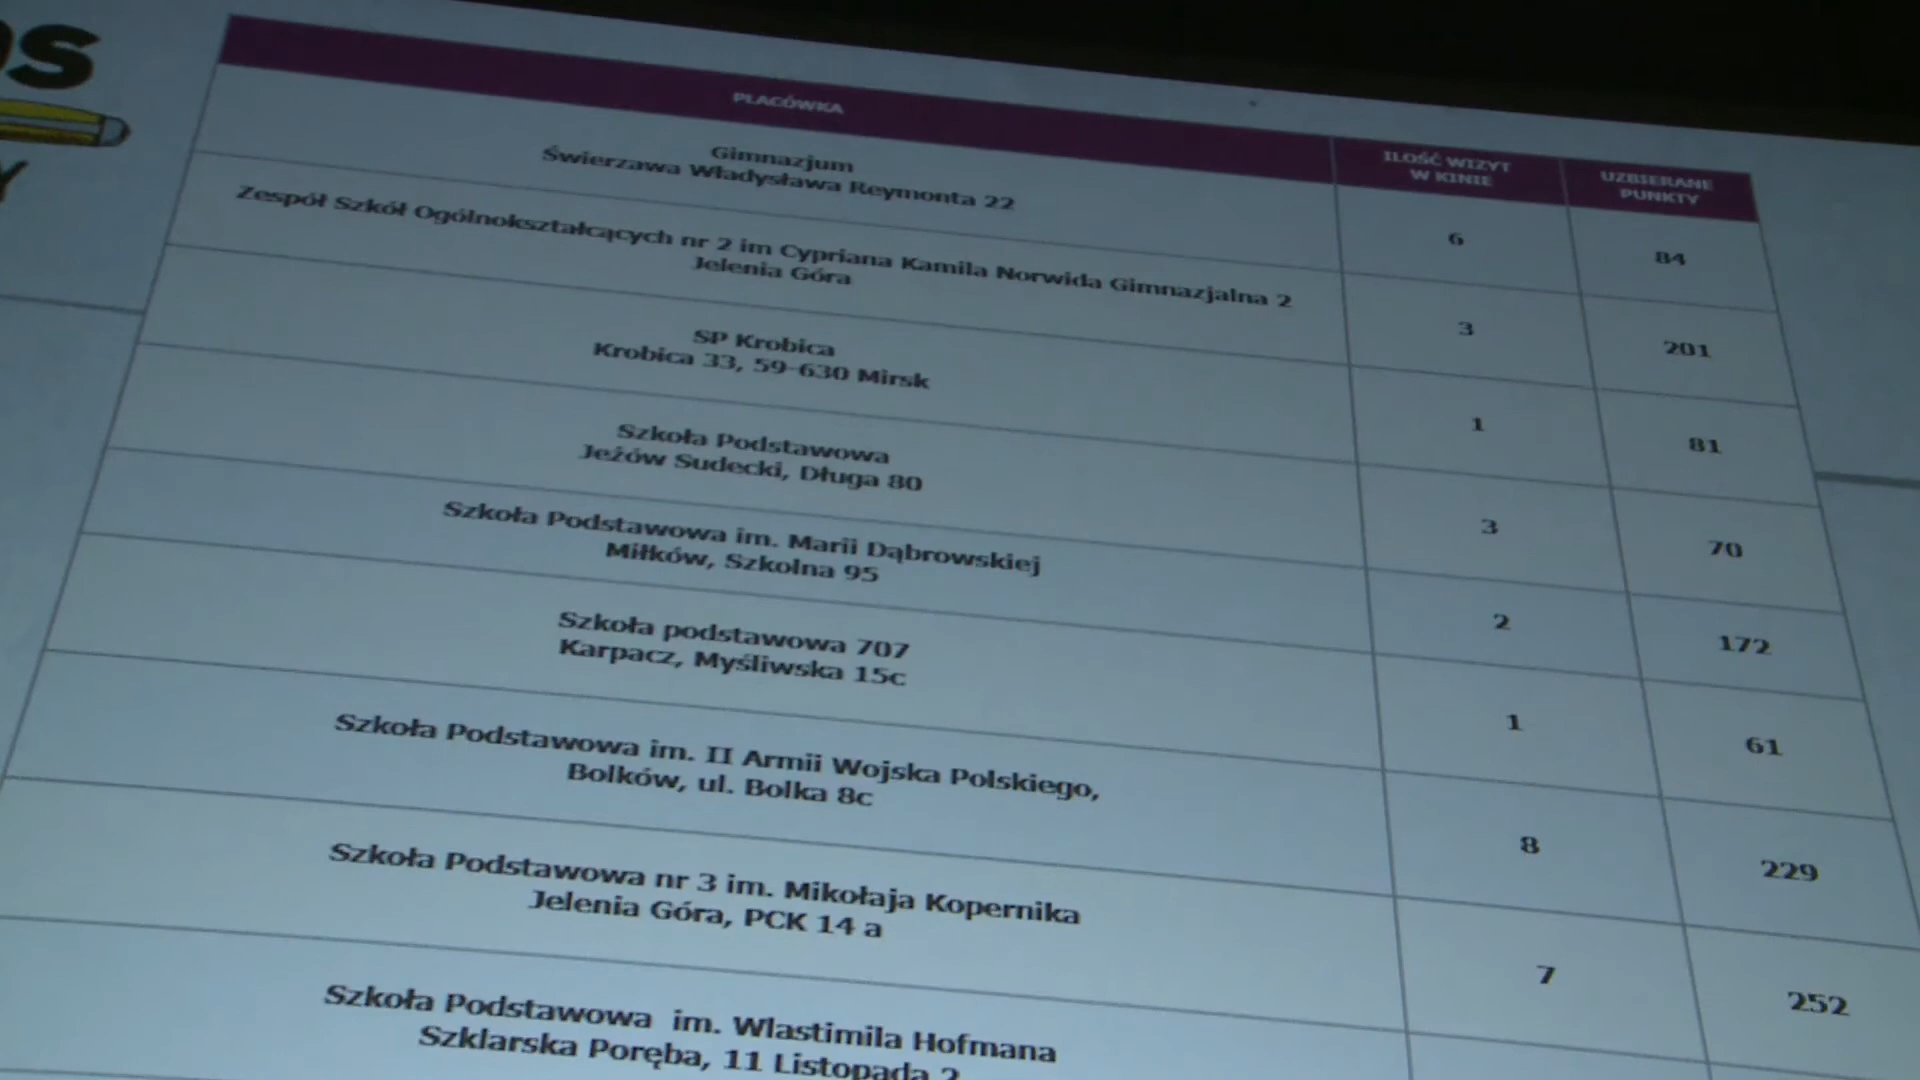 PLACÓWKA
ILOŚĆ WIZYT
W KINIE
UZBIERANE
PUNKTY
Gimnazjum
Świerzawa Władysława Reymonta 22
6
84
Zespół Szkół Ogólnokształcących nr 2 im Cypriana Kamila Norwida Gimnazjalna 2
Jelenia Góra
3
201
SP Krobica
Krobica 33, 59-630 Mirsk
1
81
Szkoła Podstawowa
Jeżów Sudecki, Długa 80
3
70
Szkoła Podstawowa im. Marii Dąbrowskiej
Miłków, Szkolna 95
2
172
Szkoła podstawowa 707
Karpacz, Myśliwska 15c
1
61
Szkoła Podstawowa im. II Armii Wojska Polskiego,
Bolków, ul. Bolka 8c
8
229
Szkoła Podstawowa nr 3 im. Mikołaja Kopernika
Jelenia Góra, PCK 14 a
7
252
Szkoła Podstawowa im. Wlastimila Hofmana
Szklarska Poręba, 11 Listopada 2